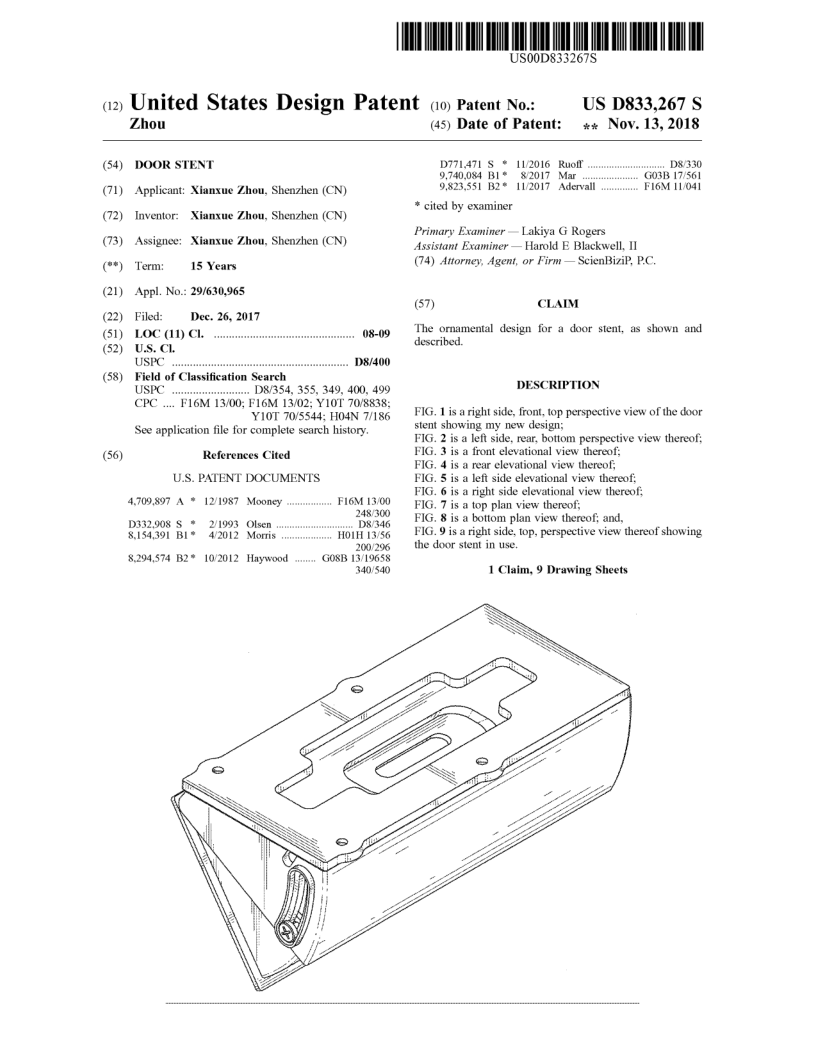 US00D833267S
(12) United States Design Patent
Zhou
(10) Patent No.: US D833,267 S
(45) Date of Patent: ** Nov. 13, 2018
(54) DOOR STENT
(71) Applicant: Xianxue Zhou, Shenzhen (CN)
(72) Inventor: Xianxue Zhou, Shenzhen (CN)
(73) Assignee: Xianxue Zhou, Shenzhen (CN)
(**) Term: 15 Years
(21) Appl. No.: 29/630,965
(22) Filed: Dec. 26, 2017
(51) LOC (11) Cl. ................................................ 08-09
(52) U.S. Cl.
USPC ............................................................ D8/400
(58) Field of Classification Search
USPC .......................... D8/354, 355, 349, 400, 499
CPC .... F16M 13/00; F16M 13/02; Y10T 70/8838;
Y10T 70/5544; H04N 7/186
See application file for complete search history.
(56) References Cited
U.S. PATENT DOCUMENTS
4,709,897 A * 12/1987 Mooney ................. F16M 13/00
248/300
D332,908 S * 2/1993 Olsen ............................. D8/346
8,154,391 B1* 4/2012 Morris ................... H01H 13/56
200/296
8,294,574 B2* 10/2012 Haywood ........ G08B 13/19658
340/540
D771,471 S * 11/2016 Ruoff ............................. D8/330
9,740,084 B1* 8/2017 Mar ..................... G03B 17/561
9,823,551 B2* 11/2017 Adervall .............. F16M 11/041
* cited by examiner
Primary Examiner — Lakiya G Rogers
Assistant Examiner — Harold E Blackwell, II
(74) Attorney, Agent, or Firm — ScienBiziP, P.C.
(57) CLAIM
The ornamental design for a door stent, as shown and
described.
DESCRIPTION
FIG. 1 is a right side, front, top perspective view of the door
stent showing my new design;
FIG. 2 is a left side, rear, bottom perspective view thereof;
FIG. 3 is a front elevational view thereof;
FIG. 4 is a rear elevational view thereof;
FIG. 5 is a left side elevational view thereof;
FIG. 6 is a right side elevational view thereof;
FIG. 7 is a top plan view thereof;
FIG. 8 is a bottom plan view thereof; and,
FIG. 9 is a right side, top, perspective view thereof showing
the door stent in use.
1 Claim, 9 Drawing Sheets